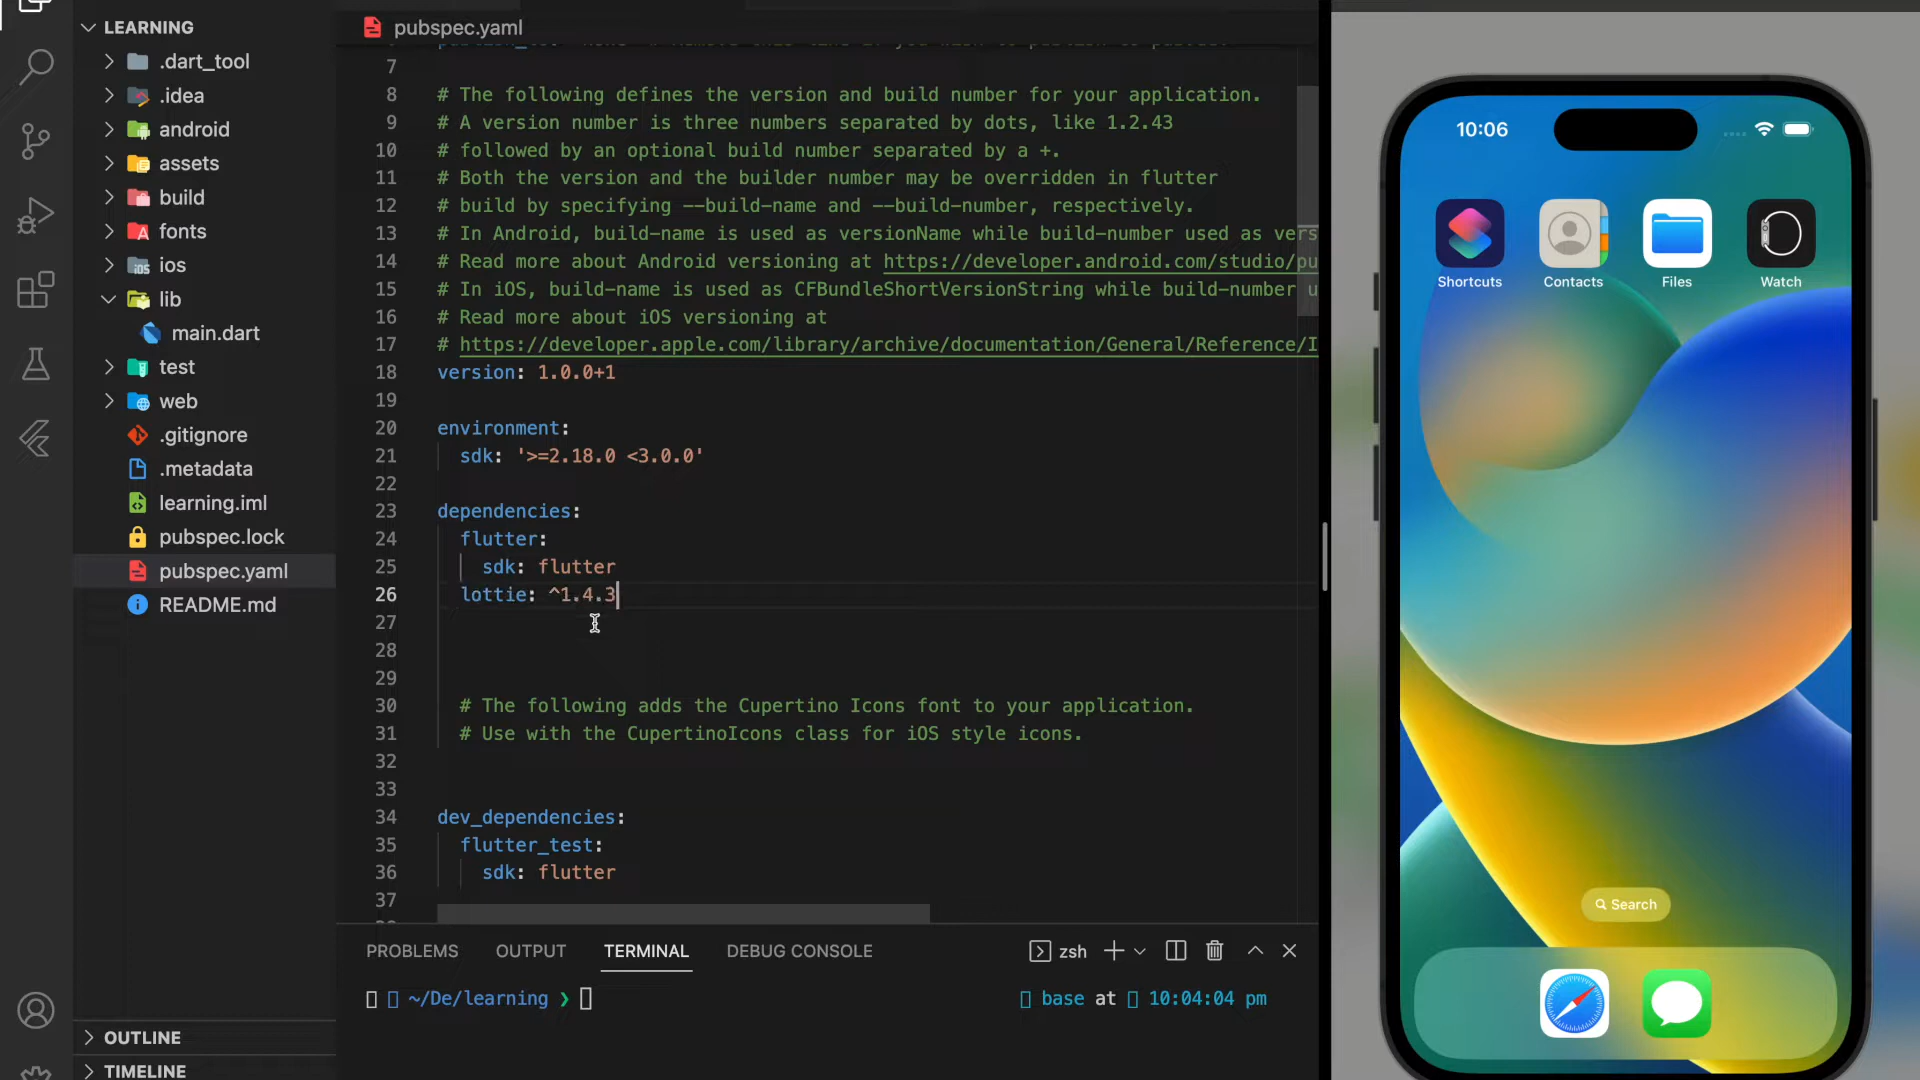 LEARNING
.dart_tool
.idea
android
assets
build
fonts
ios
lib
main.dart
test
web
.gitignore
.metadata
learning.iml
pubspec.lock
pubspec.yaml
README.md
OUTLINE
TIMELINE
pubspec.yaml
7
8 # The following defines the version and build number for your application.
9 # A version number is three numbers separated by dots, like 1.2.43
10 # followed by an optional build number separated by a +.
11 # Both the version and the builder number may be overridden in flutter
12 # build by specifying --build-name and --build-number, respectively.
13 # In Android, build-name is used as versionName while build-number used as vers
14 # Read more about Android versioning at https://developer.android.com/studio/pu
15 # In iOS, build-name is used as CFBundleShortVersionString while build-number u
16 # Read more about iOS versioning at
17 # https://developer.apple.com/library/archive/documentation/General/Reference/I
18 version: 1.0.0+1
19
20 environment:
21 sdk: '>=2.18.0 <3.0.0'
22
23 dependencies:
24 flutter:
25 sdk: flutter
26 lottie: ^1.4.3
27
28
29
30 # The following adds the Cupertino Icons font to your application.
31 # Use with the CupertinoIcons class for iOS style icons.
32
33
34 dev_dependencies:
35 flutter_test:
36 sdk: flutter
37
PROBLEMS OUTPUT TERMINAL DEBUG CONSOLE zsh
~/De/learning ❯ base at 10:04:04 pm
10:06
Shortcuts Contacts Files Watch
Search